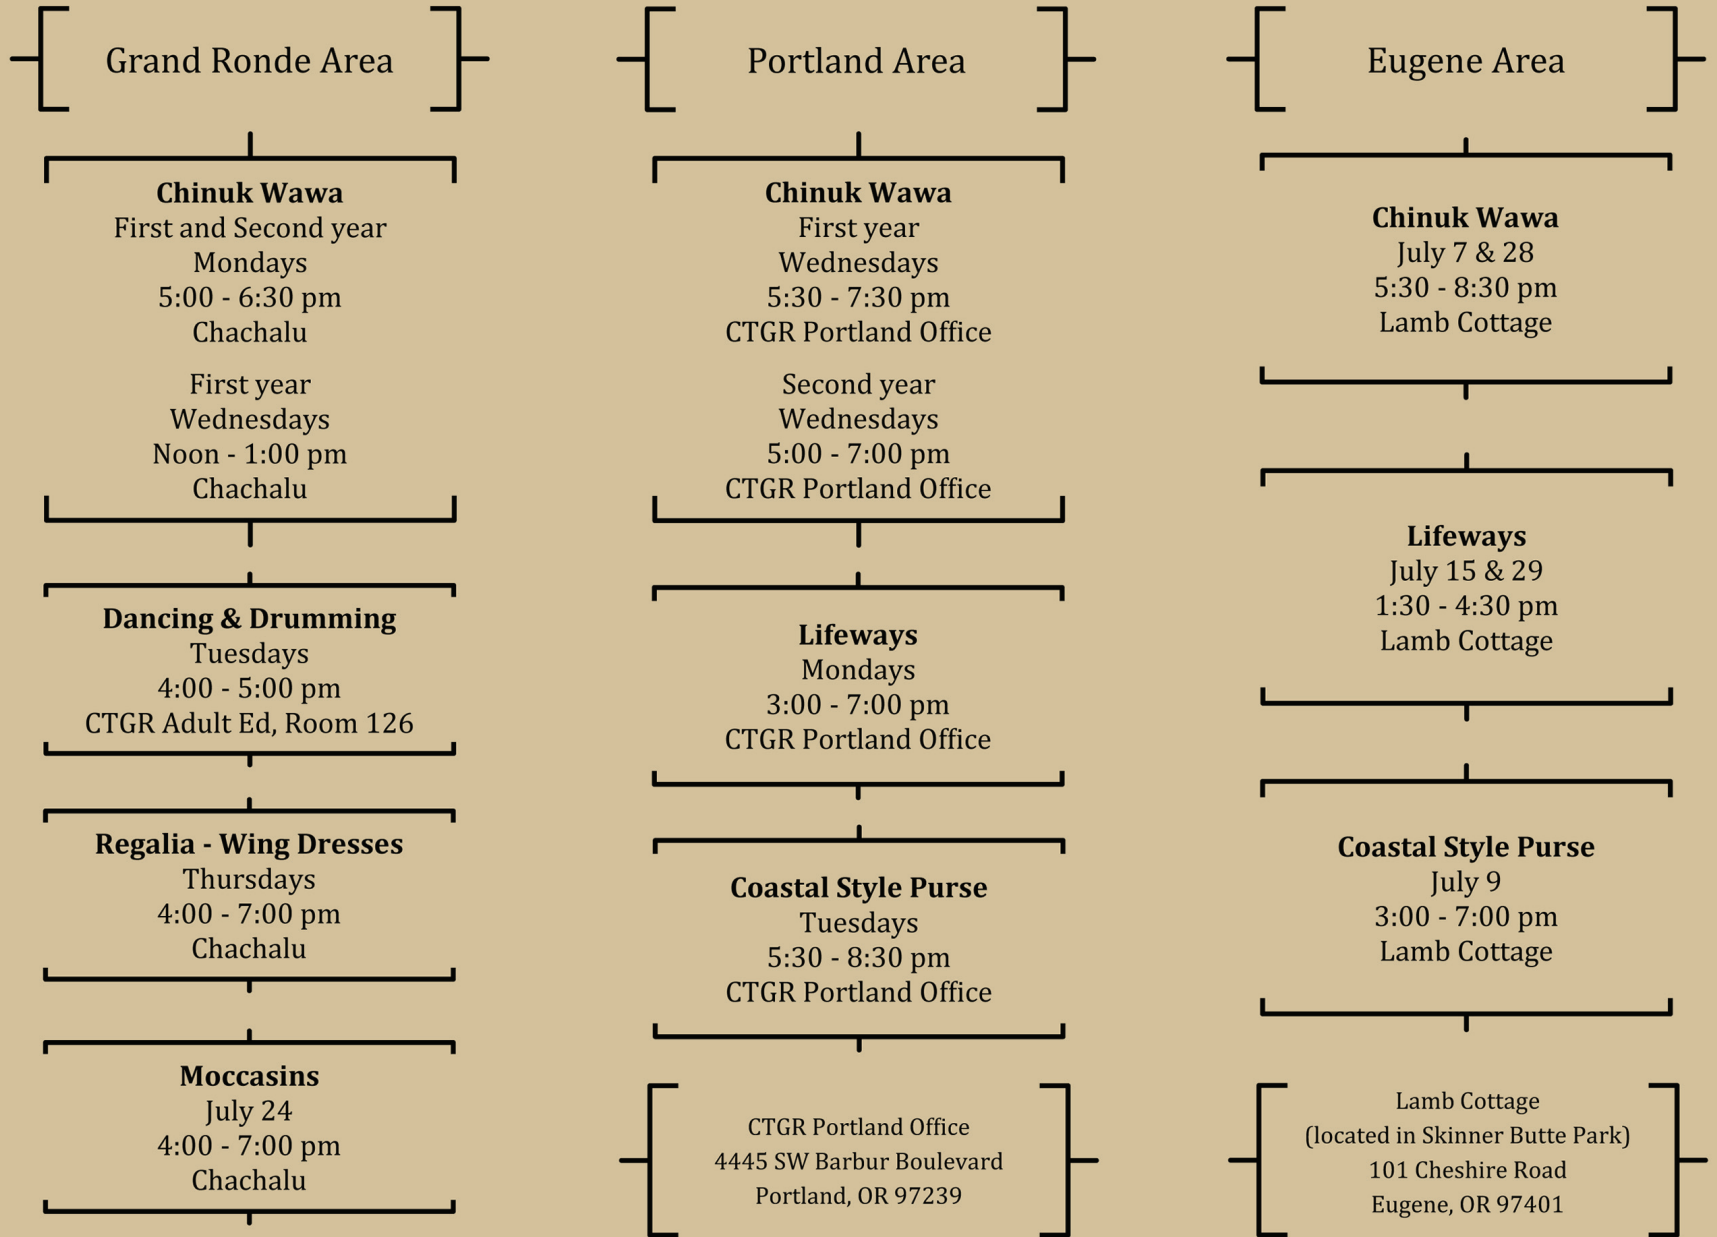 Grand Ronde Area
Chinuk Wawa
First and Second year
Mondays
5:00 - 6:30 pm
Chachalu
First year
Wednesdays
Noon - 1:00 pm
Chachalu
Dancing & Drumming
Tuesdays
4:00 - 5:00 pm
CTGR Adult Ed, Room 126
Regalia - Wing Dresses
Thursdays
4:00 - 7:00 pm
Chachalu
Moccasins
July 24
4:00 - 7:00 pm
Chachalu
Portland Area
Chinuk Wawa
First year
Wednesdays
5:30 - 7:30 pm
CTGR Portland Office
Second year
Wednesdays
5:00 - 7:00 pm
CTGR Portland Office
Lifeways
Mondays
3:00 - 7:00 pm
CTGR Portland Office
Coastal Style Purse
Tuesdays
5:30 - 8:30 pm
CTGR Portland Office
CTGR Portland Office
4445 SW Barbur Boulevard
Portland, OR 97239
Eugene Area
Chinuk Wawa
July 7 & 28
5:30 - 8:30 pm
Lamb Cottage
Lifeways
July 15 & 29
1:30 - 4:30 pm
Lamb Cottage
Coastal Style Purse
July 9
3:00 - 7:00 pm
Lamb Cottage
Lamb Cottage
(located in Skinner Butte Park)
101 Cheshire Road
Eugene, OR 97401